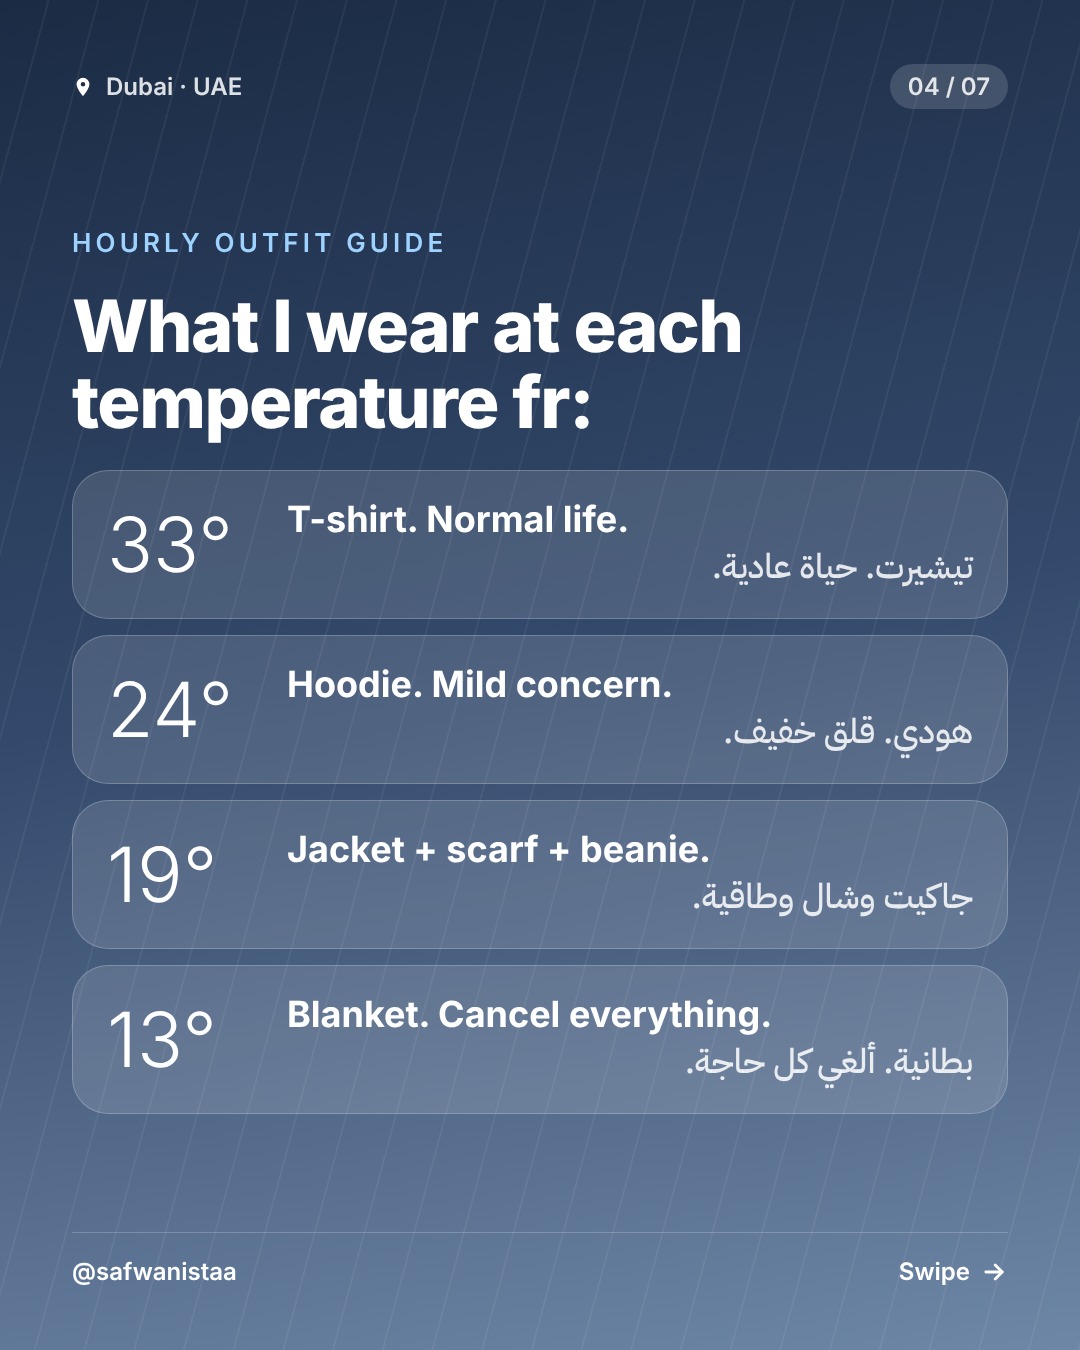 Dubai · UAE
04 / 07
HOURLY OUTFIT GUIDE
What I wear at each
temperature fr:
33°
T-shirt. Normal life.
تيشيرت. حياة عادية.
24°
Hoodie. Mild concern.
هودي. قلق خفيف.
19°
Jacket + scarf + beanie.
جاكيت وشال وطاقية.
13°
Blanket. Cancel everything.
بطانية. ألغي كل حاجة.
@safwanistaa
Swipe →